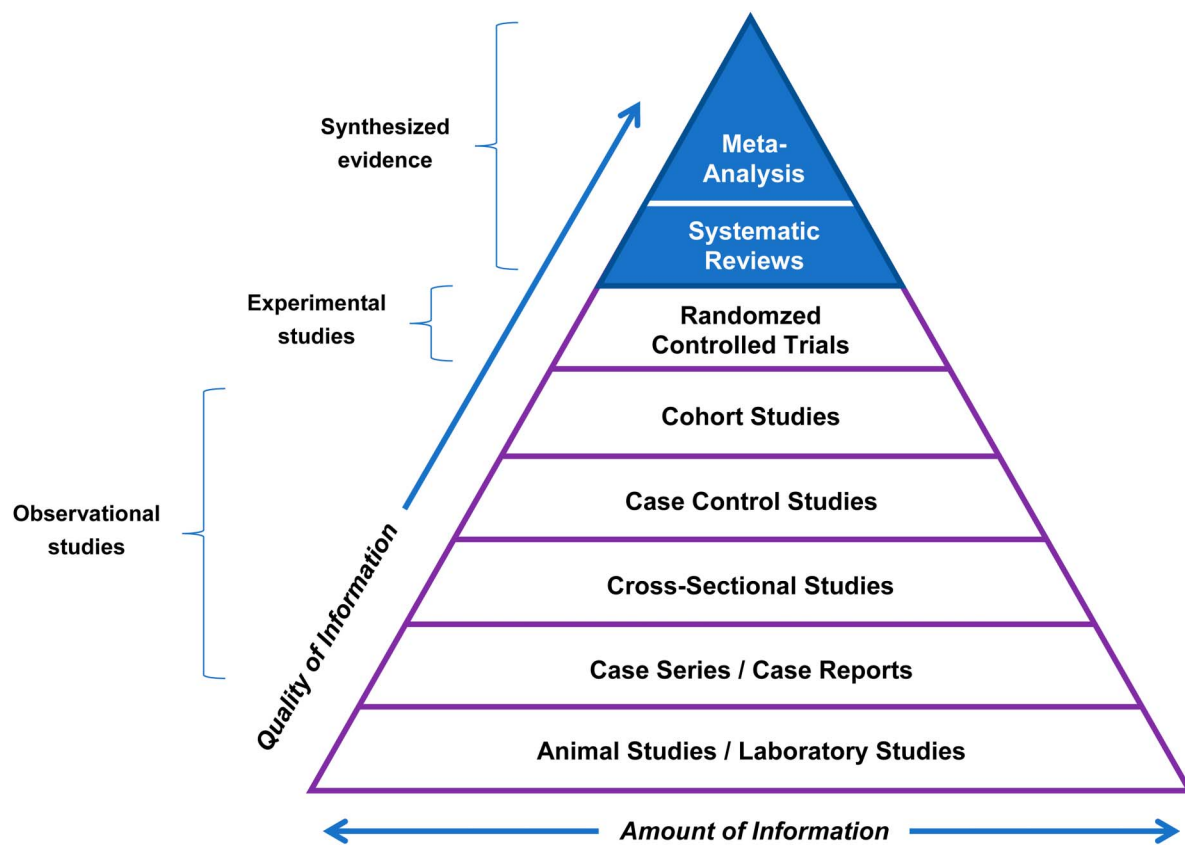 Synthesized
evidence
Experimental
studies
Observational
studies
Quality of Information
Meta-
Analysis
Systematic
Reviews
Randomzed
Controlled Trials
Cohort Studies
Case Control Studies
Cross-Sectional Studies
Case Series / Case Reports
Animal Studies / Laboratory Studies
Amount of Information